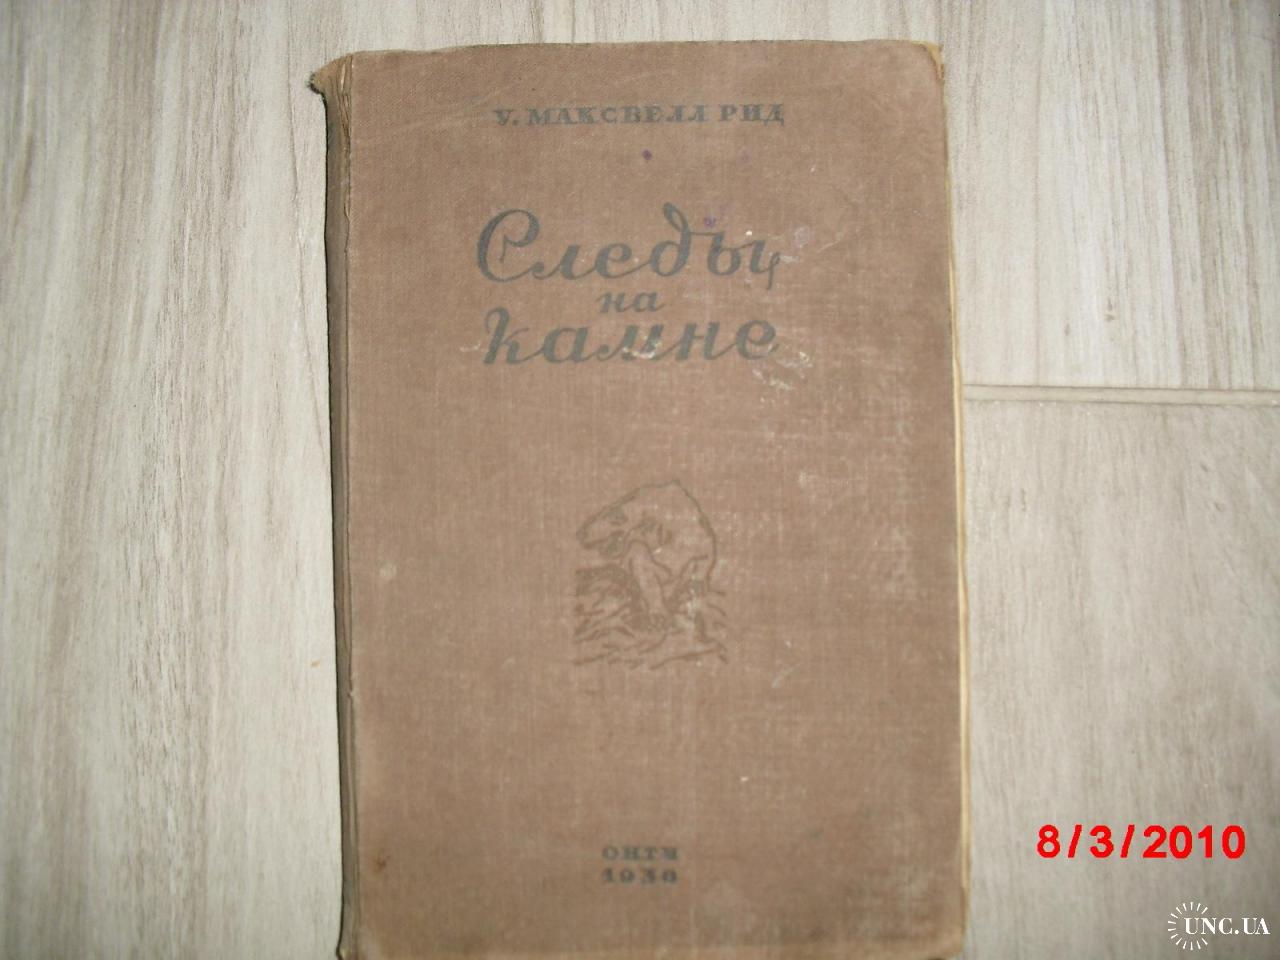 У. МАКСВЕЛЛ РИД
Следы
на
камне
ОНТИ
1936
8/3/2010
UNC.UA